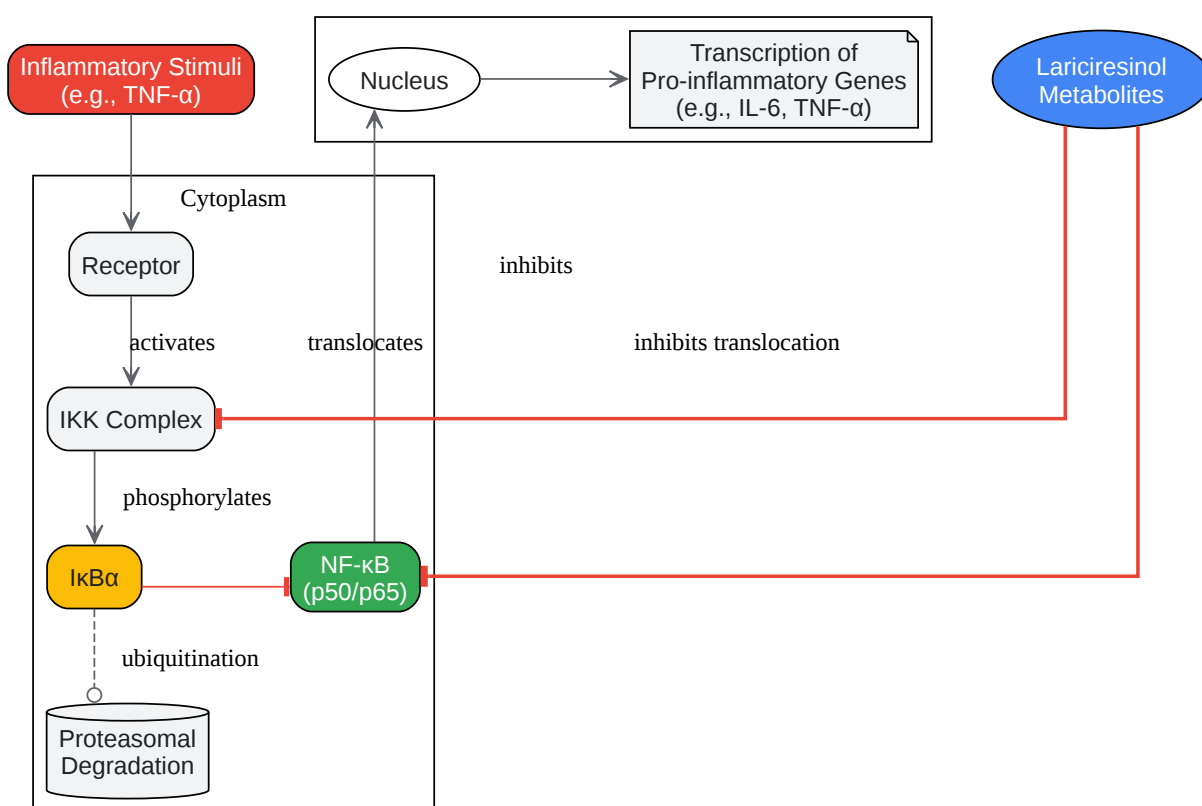 Inflammatory Stimuli
(e.g., TNF-α)
Nucleus
Transcription of
Pro-inflammatory Genes
(e.g., IL-6, TNF-α)
Lariciresinol
Metabolites
Cytoplasm
Receptor
inhibits
activates
translocates
inhibits translocation
IKK Complex
phosphorylates
IκBα
NF-κB
(p50/p65)
ubiquitination
Proteasomal
Degradation